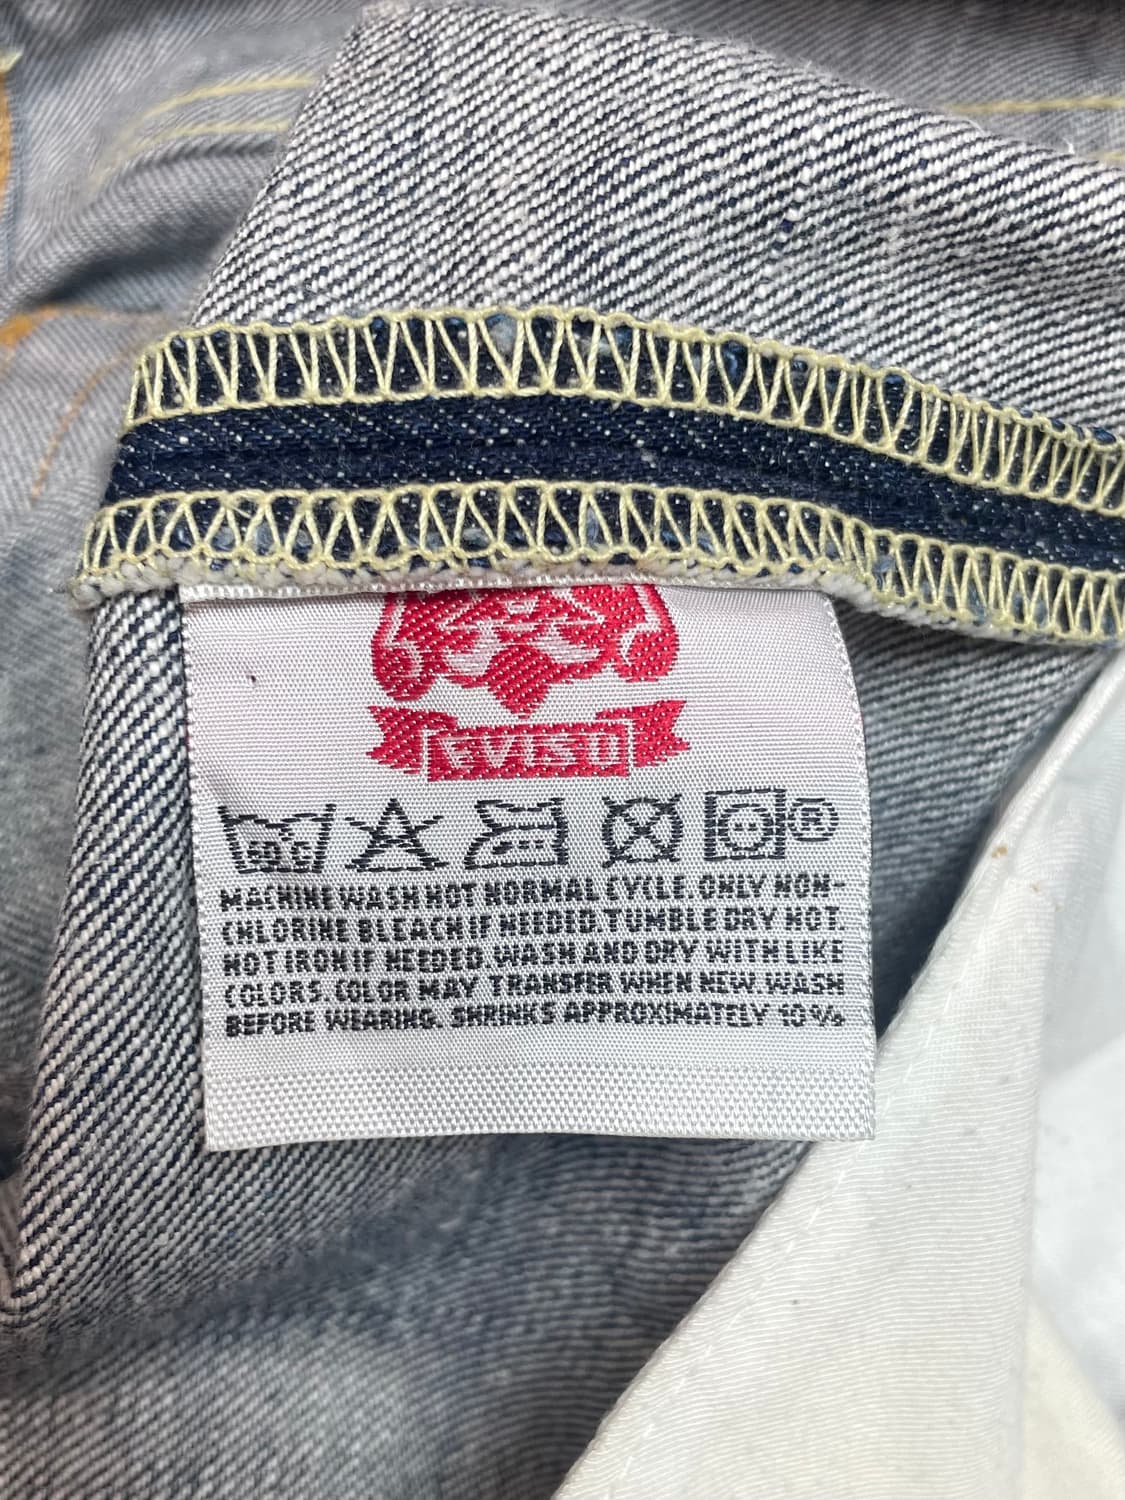 EVISU
50°C
®
MACHINE WASH HOT NORMAL CYCLE. ONLY NON-
CHLORINE BLEACH IF NEEDED. TUMBLE DRY HOT.
HOT IRON IF NEEDED. WASH AND DRY WITH LIKE
COLORS. COLOR MAY TRANSFER WHEN NEW. WASH
BEFORE WEARING. SHRINKS APPROXIMATELY 10%